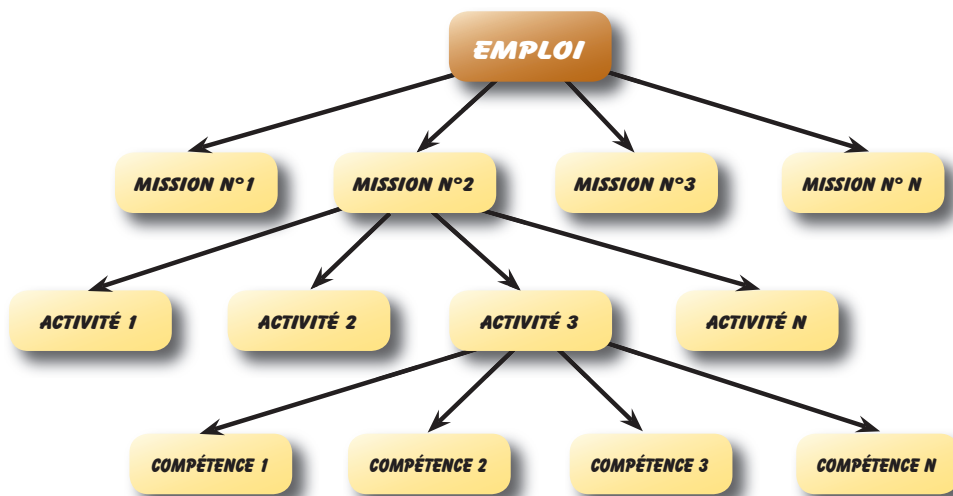 EMPLOI
MISSION N°1
MISSION N°2
MISSION N°3
MISSION N° N
ACTIVITÉ 1
ACTIVITÉ 2
ACTIVITÉ 3
ACTIVITÉ N
COMPÉTENCE 1
COMPÉTENCE 2
COMPÉTENCE 3
COMPÉTENCE N